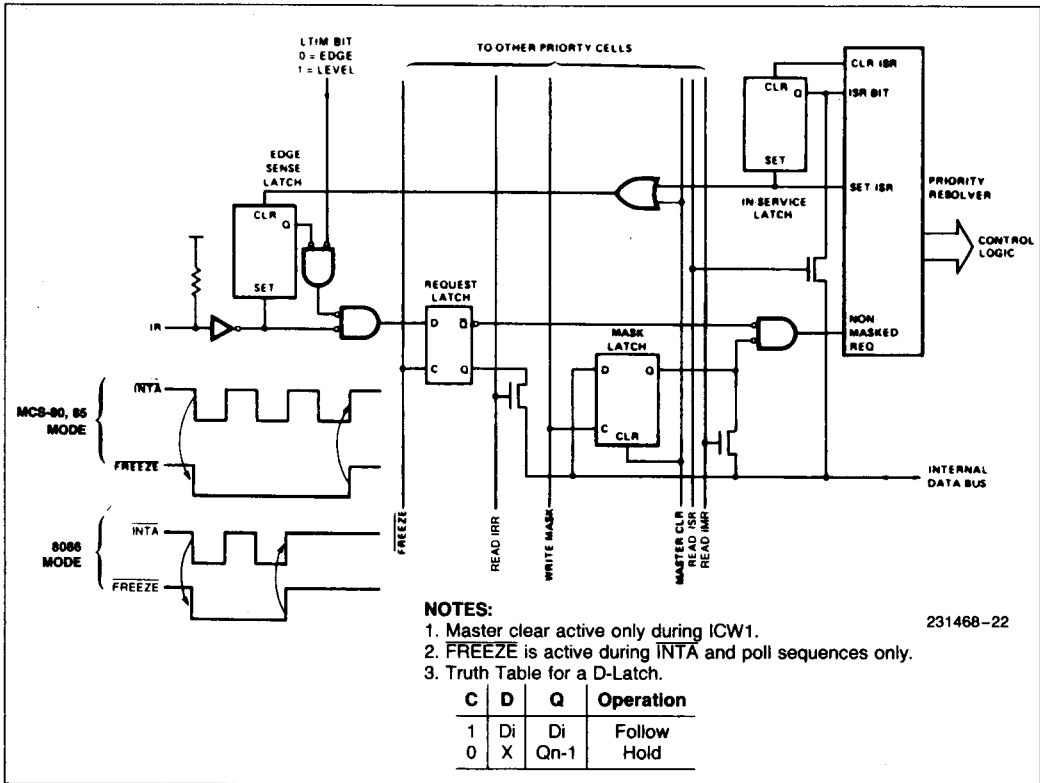 LTIM BIT
0 = EDGE
1 = LEVEL
TO OTHER PRIORTY CELLS
CLR ISR
CLR
Q
ISR BIT
EDGE
SENSE
LATCH
SET
CLR
Q
SET ISR
PRIORITY
RESOLVER
IN-SERVICE
LATCH
CONTROL
LOGIC
SET
REQUEST
LATCH
IR
D
Q
NON
MASKED
REQ
MASK
LATCH
C
Q
D
Q
C
CLR
MCS-80, 85
MODE
INTA
FREEZE
INTERNAL
DATA BUS
8086
MODE
INTA
FREEZE
FREEZE
READ IRR
WRITE MASK
MASTER CLR
READ ISR
READ IMR
NOTES:
231468-22
1. Master clear active only during ICW1.
2. FREEZE is active during INTA and poll sequences only.
3. Truth Table for a D-Latch.
C D Q Operation
1 Di Di Follow
0 X Qn-1 Hold